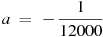 a = − 1/12000